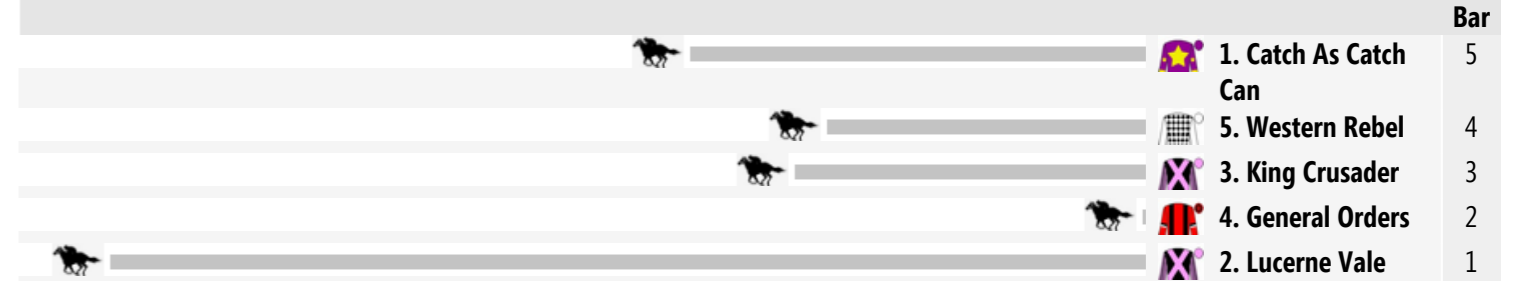 Bar
1. Catch As Catch 5
Can
5. Western Rebel 4
3. King Crusader 3
4. General Orders 2
2. Lucerne Vale 1